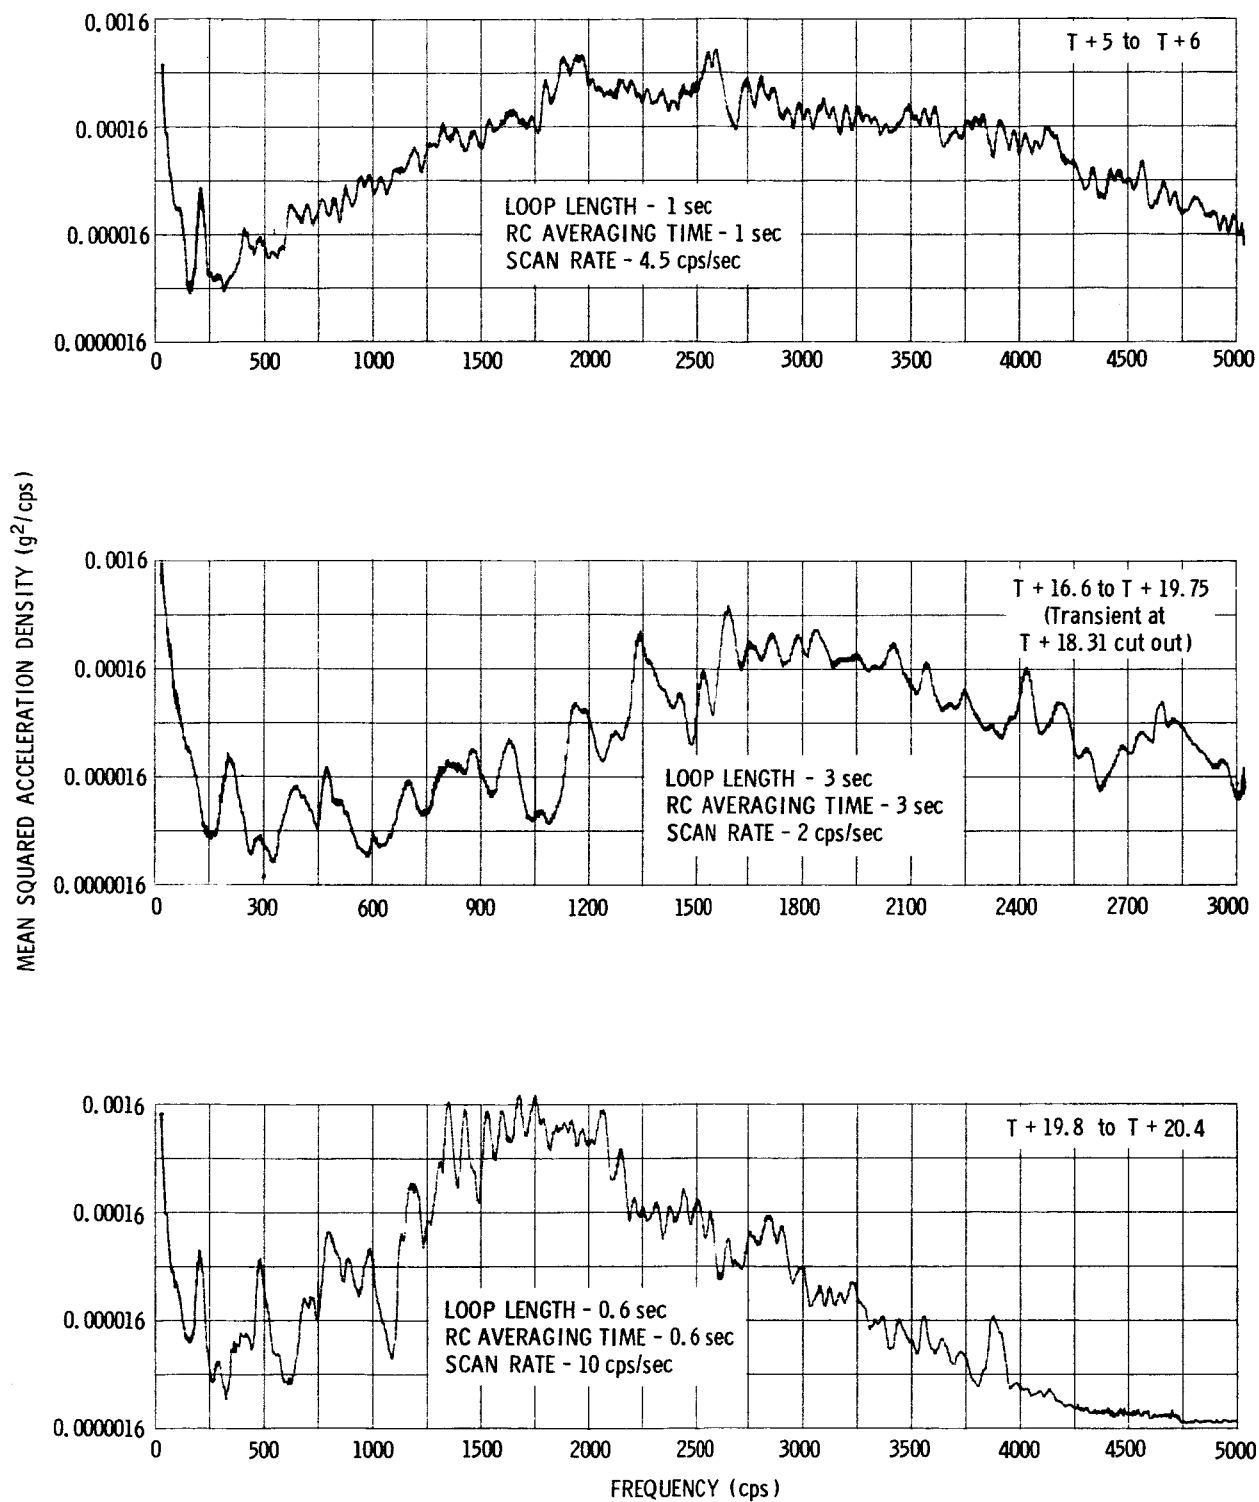 0.0016
T + 5 to T + 6
0.00016
LOOP LENGTH - 1 sec
RC AVERAGING TIME - 1 sec
0.000016
SCAN RATE - 4.5 cps/sec
0.0000016
0 500 1000 1500 2000 2500 3000 3500 4000 4500 5000
MEAN SQUARED ACCELERATION DENSITY (g²/cps)
0.0016
T + 16.6 to T + 19.75
(Transient at
T + 18.31 cut out)
0.00016
0.000016
LOOP LENGTH - 3 sec
RC AVERAGING TIME - 3 sec
SCAN RATE - 2 cps/sec
0.0000016
0 300 600 900 1200 1500 1800 2100 2400 2700 3000
0.0016
T + 19.8 to T + 20.4
0.00016
LOOP LENGTH - 0.6 sec
0.000016
RC AVERAGING TIME - 0.6 sec
SCAN RATE - 10 cps/sec
0.0000016
0 500 1000 1500 2000 2500 3000 3500 4000 4500 5000
FREQUENCY (cps)